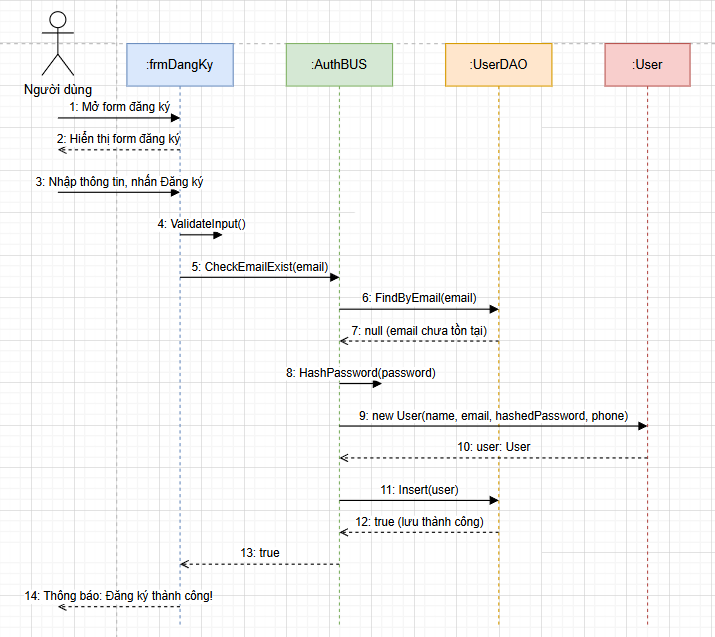 :frmDangKy
:AuthBUS
:UserDAO
:User
Người dùng
1: Mở form đăng ký
2: Hiển thị form đăng ký
3: Nhập thông tin, nhấn Đăng ký
4: ValidateInput()
5: CheckEmailExist(email)
6: FindByEmail(email)
7: null (email chưa tồn tại)
8: HashPassword(password)
9: new User(name, email, hashedPassword, phone)
10: user: User
11: Insert(user)
12: true (lưu thành công)
13: true
14: Thông báo: Đăng ký thành công!